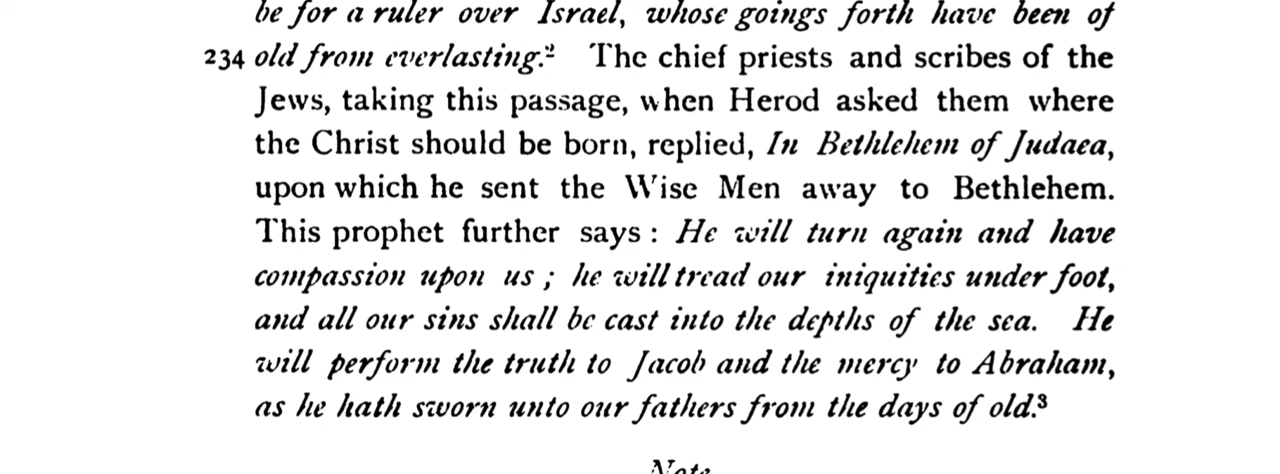 be for a ruler over Israel, whose goings forth have been of
234 old from everlasting.² The chief priests and scribes of the
Jews, taking this passage, when Herod asked them where
the Christ should be born, replied, In Bethlehem of Judaea,
upon which he sent the Wise Men away to Bethlehem.
This prophet further says : He will turn again and have
compassion upon us ; he will tread our iniquities under foot,
and all our sins shall be cast into the depths of the sea. He
will perform the truth to Jacob and the mercy to Abraham,
as he hath sworn unto our fathers from the days of old.³
Note